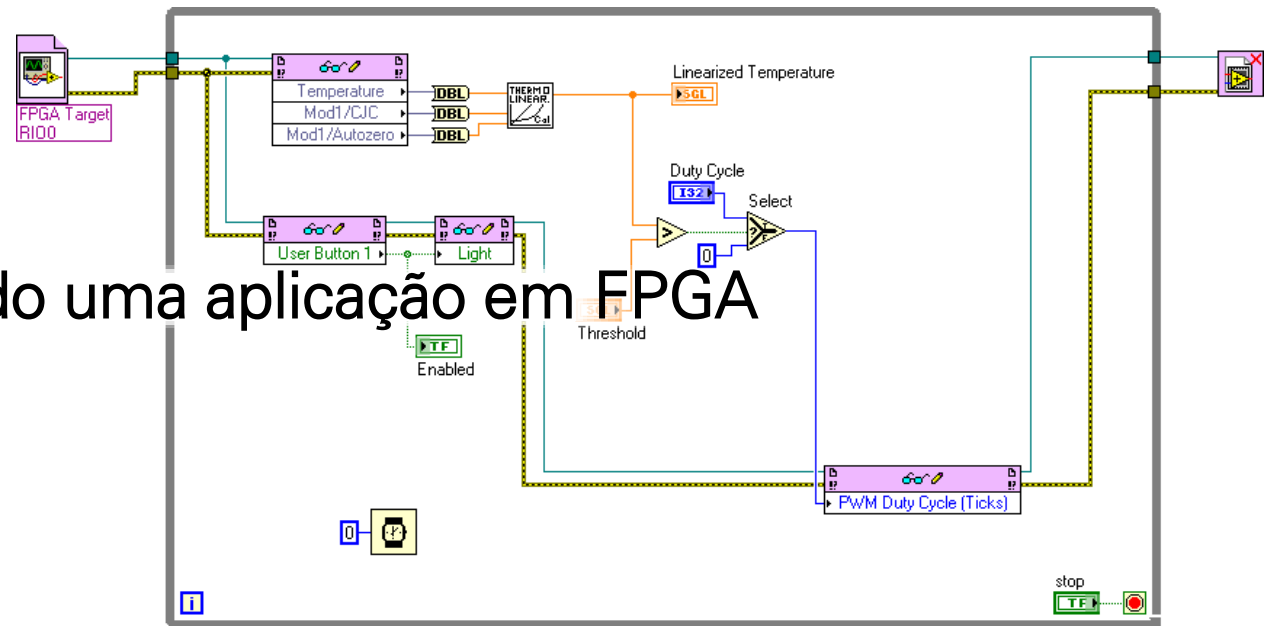 FPGA Target
RIO0
Temperature
Mod1/CJC
Mod1/Autozero
DBL
DBL
DBL
THERMO
LINEAR.
Cal
Linearized Temperature
SGL
Duty Cycle
I32
Select
0
User Button 1
Light
do uma aplicação em FPGA
Threshold
TF
Enabled
PWM Duty Cycle (Ticks)
0
i
stop
TF